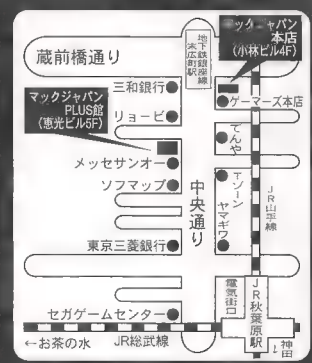 マックジャパン
本店
(小林ビル4F)
地下鉄銀座線
末広町駅
蔵前橋通り
マックジャパン
PLUS館
(恵光ビル5F)
三和銀行
リョービ
ゲーマーズ本店
てんや
メッセサンオー
ソフマップ
中央通り
Tゾーン
ヤマギワ
JR山手線
東京三菱銀行
電気街口
JR秋葉原駅
セガゲームセンター
←お茶の水
JR総武線
神田